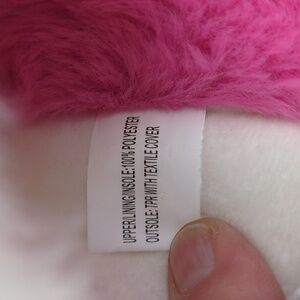 UPPER/LINING/INSOLE:100% POLYESTER
OUTSOLE: TPR WITH TEXTILE COVER